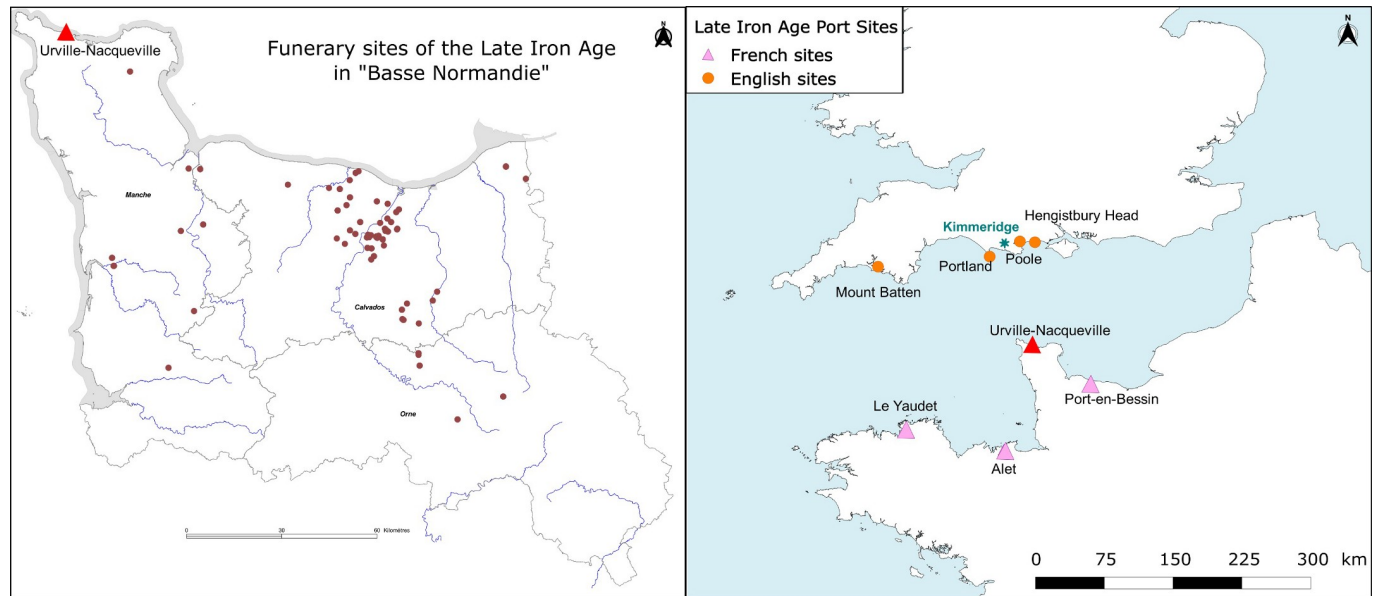 Urville-Nacqueville
Funerary sites of the Late Iron Age
in "Basse Normandie"
N
Manche
Calvados
Orne
0 30 60 Kilomètres
Late Iron Age Port Sites
French sites
English sites
N
Hengistbury Head
Kimmeridge
Poole
Portland
Mount Batten
Urville-Nacqueville
Port-en-Bessin
Le Yaudet
Alet
0 75 150 225 300 km